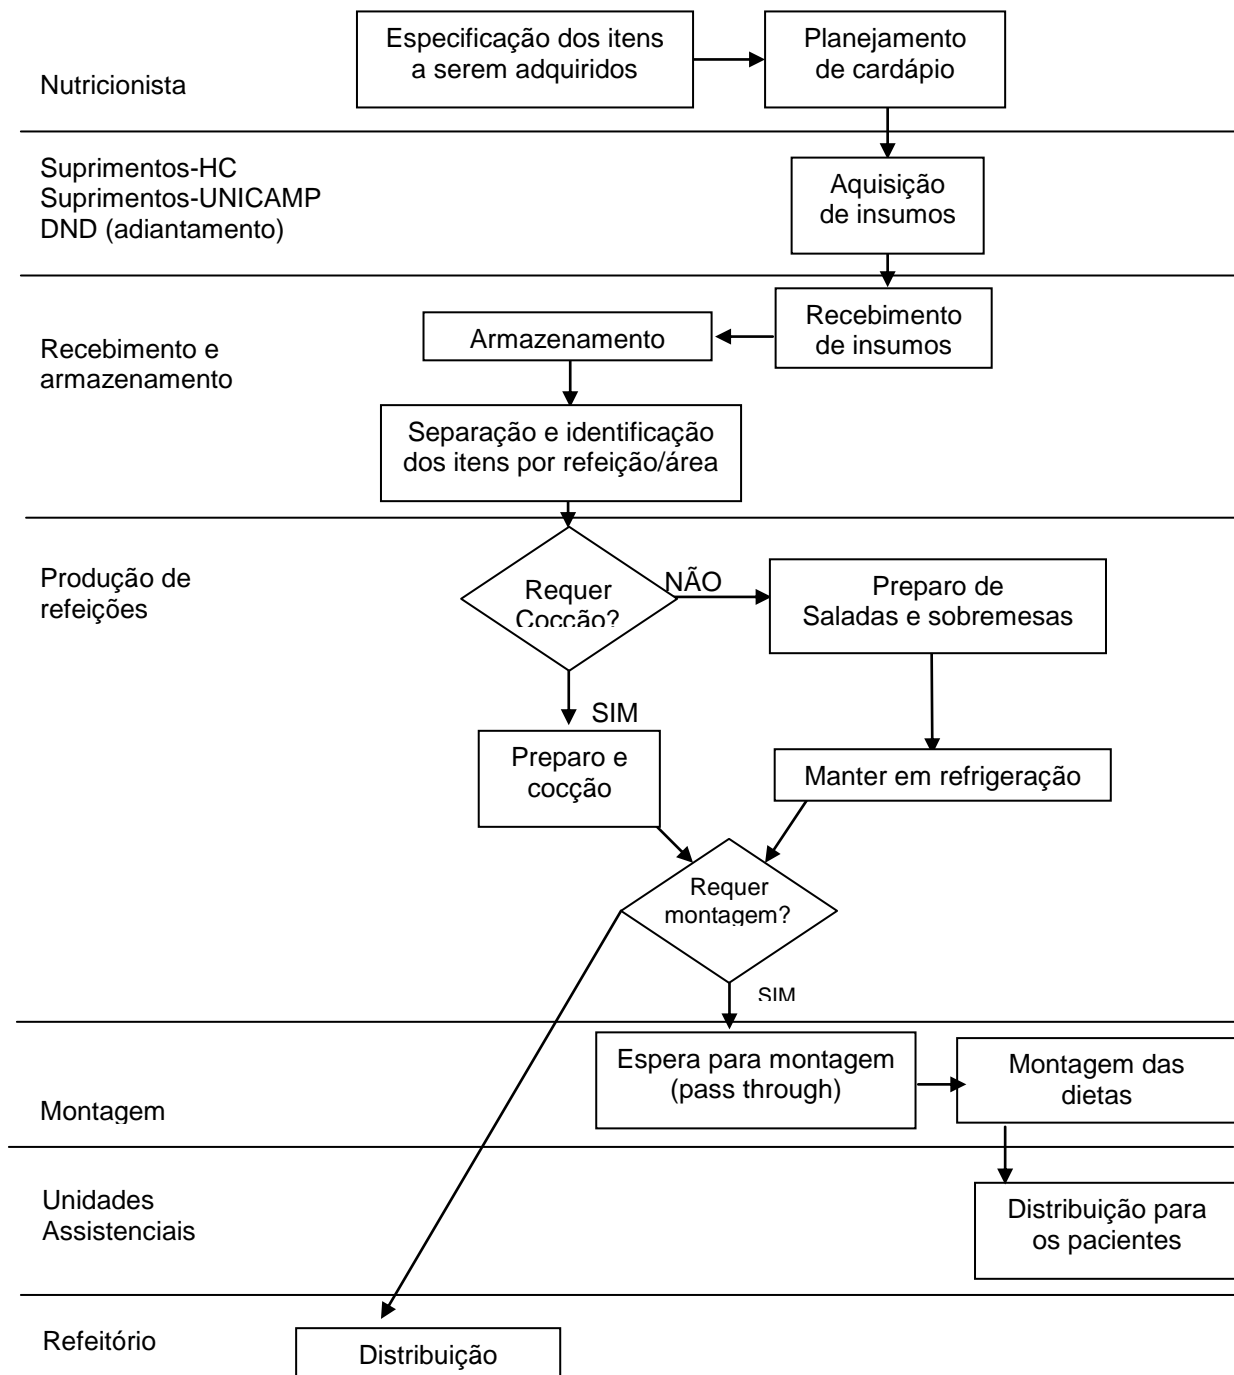 Nutricionista
Especificação dos itens
a serem adquiridos
Planejamento
de cardápio
Suprimentos-HC
Suprimentos-UNICAMP
DND (adiantamento)
Aquisição
de insumos
Recebimento e
armazenamento
Recebimento
de insumos
Armazenamento
Separação e identificação
dos itens por refeição/área
Produção de
refeições
Requer
Cocção?
NÃO
Preparo de
Saladas e sobremesas
SIM
Preparo e
cocção
Manter em refrigeração
Requer
montagem?
SIM
Montagem
Espera para montagem
(pass through)
Montagem das
dietas
Unidades
Assistenciais
Distribuição para
os pacientes
Refeitório
Distribuição